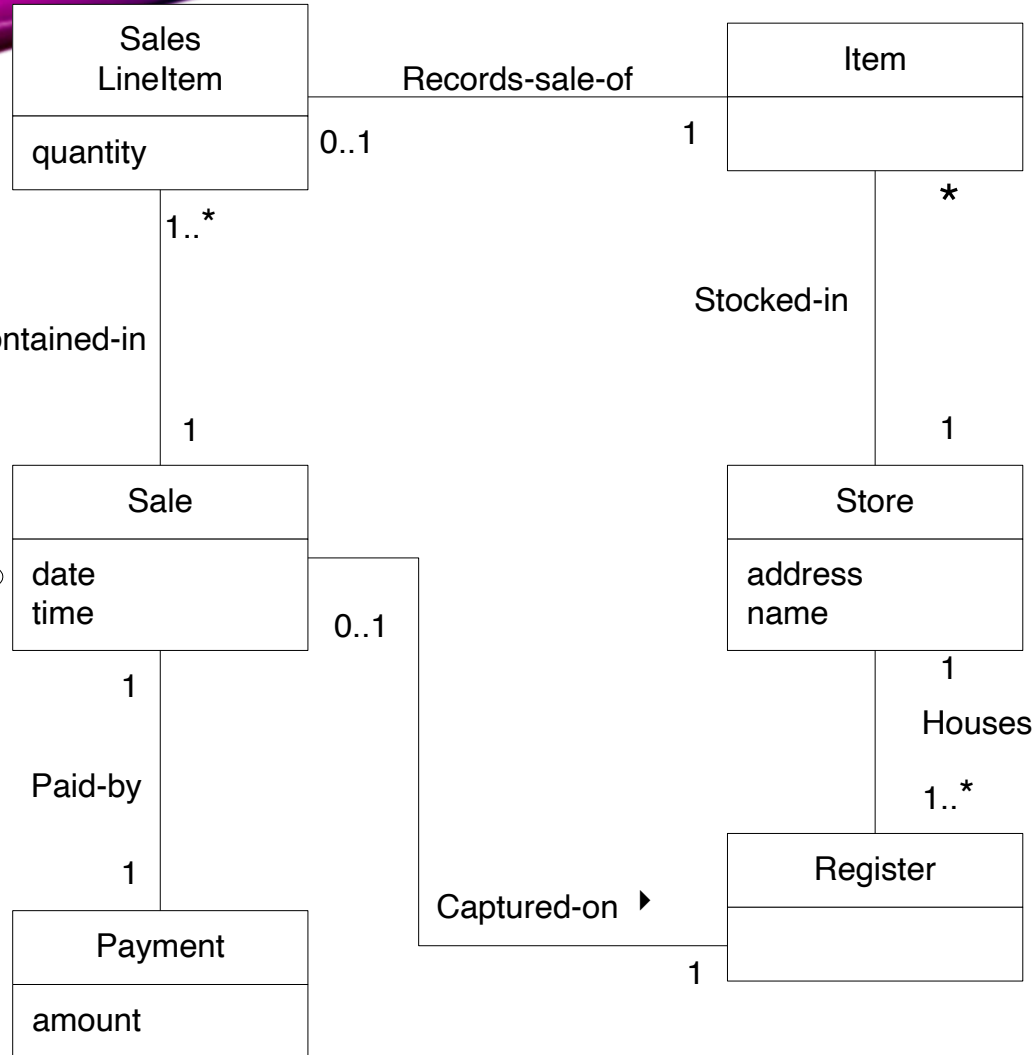 Sales
LineItem
quantity
Records-sale-of
0..1
1
Item
*
1..*
Stocked-in
ontained-in
1
1
Sale
date
time
0..1
Store
address
name
1
1
Houses
Paid-by
1..*
1
Captured-on
1
Register
Payment
amount